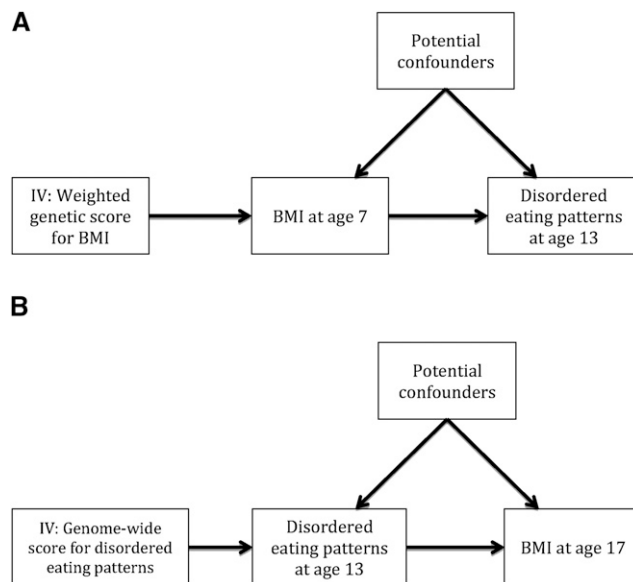 A
Potential
confounders
IV: Weighted
genetic score
for BMI
BMI at age 7
Disordered
eating patterns
at age 13
B
Potential
confounders
IV: Genome-wide
score for disordered
eating patterns
Disordered
eating patterns
at age 13
BMI at age 17